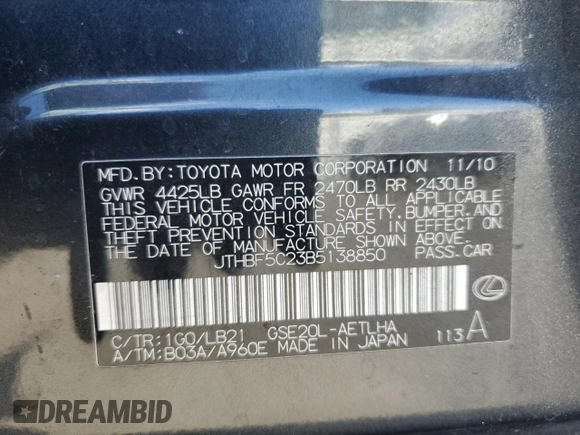 MFD.BY:TOYOTA MOTOR CORPORATION 11/10
GVWR 4425LB GAWR FR 2470LB RR 2430LB
THIS VEHICLE CONFORMS TO ALL APPLICABLE
FEDERAL MOTOR VEHICLE SAFETY,BUMPER,AND
THEFT PREVENTION STANDARDS IN EFFECT ON
THE DATE OF MANUFACTURE SHOWN ABOVE.
JTHBF5C23B5138850 PASS.CAR
C/TR:1G0/LB21 GSE20L-AETLHA
A/TM:B03A/A960E MADE IN JAPAN 113A
DREAMBID